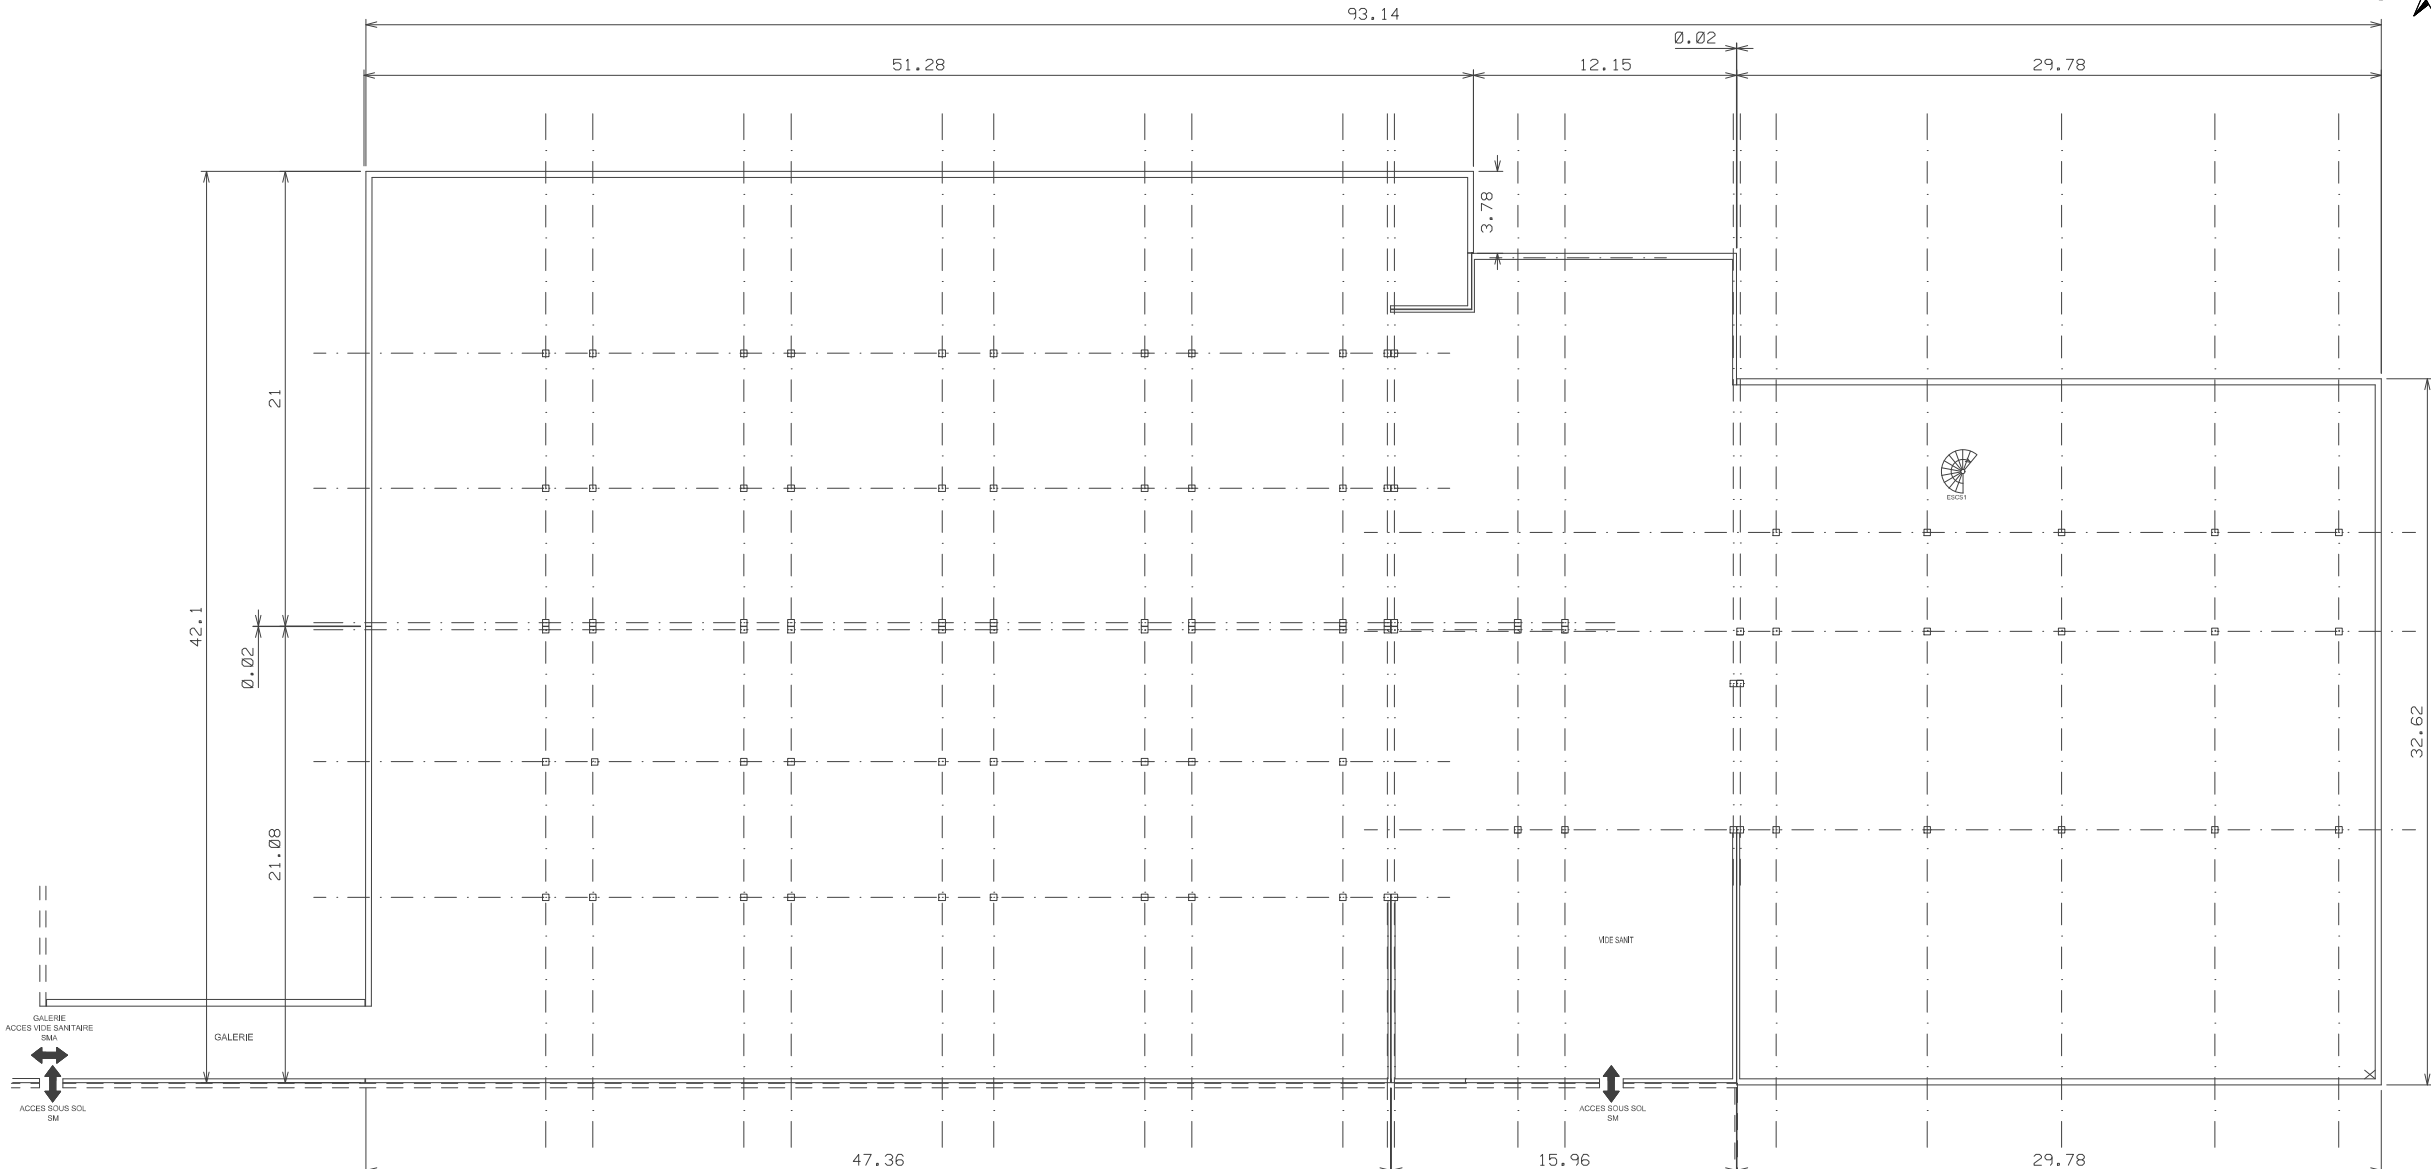 93.14
0.02
51.28
12.15
29.78
3.78
21
42.1
0.02
21.08
32.62
ESCS1
VIDE SANIT
GALERIE
ACCES VIDE SANITAIRE
SMA
GALERIE
ACCES SOUS SOL
SM
ACCES SOUS SOL
SM
47.36
15.96
29.78